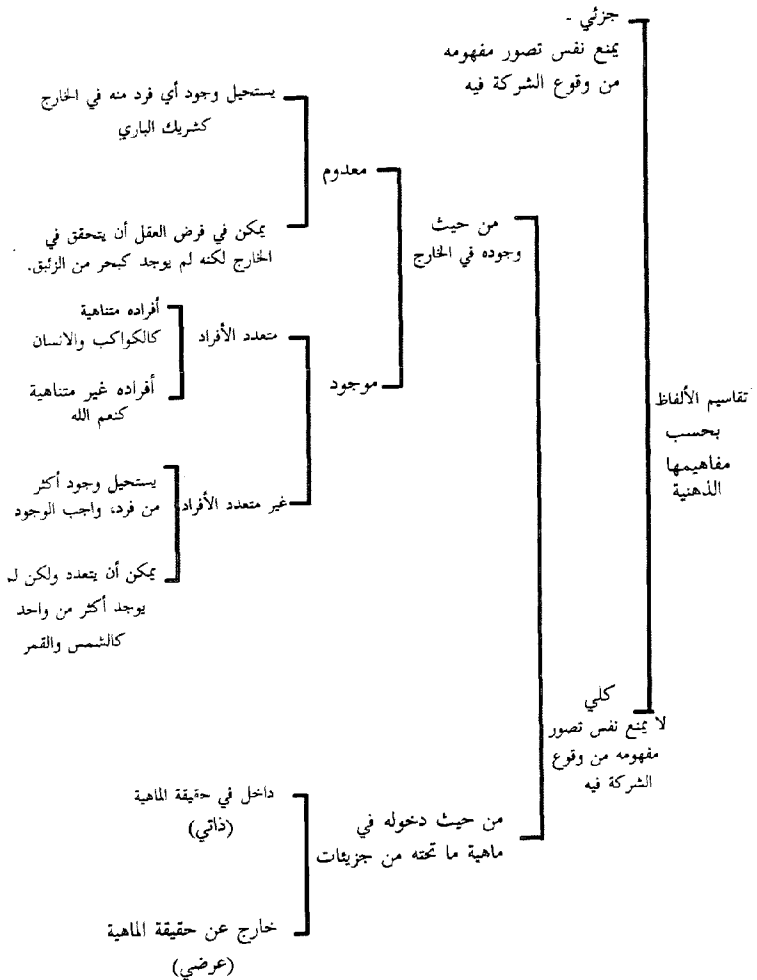 تقاسيم الألفاظ
بحسب
مفاهيمها
الذهنية
جزئي -
يمنع نفس تصور مفهومه
من وقوع الشركة فيه
كلي
لا يمنع نفس تصور
مفهومه من وقوع
الشركة فيه
من حيث
وجوده في الخارج
معدوم
يستحيل وجود أي فرد منه في الخارج
كشريك الباري
يمكن في فرض العقل أن يتحقق في
الخارج لكنه لم يوجد كبحر من الزئبق.
موجود
متعدد الأفراد
أفراده متناهية
كالكواكب والانسان
أفراده غير متناهية
كنعم الله
غير متعدد الأفراد
يستحيل وجود أكثر
من فرد، واجب الوجود
يمكن أن يتعدد ولكن لم
يوجد أكثر من واحد
كالشمس والقمر
من حيث دخوله في
ماهية ما تحته من جزيئات
داخل في حقيقة الماهية
(ذاتي)
خارج عن حقيقة الماهية
(عرضي)